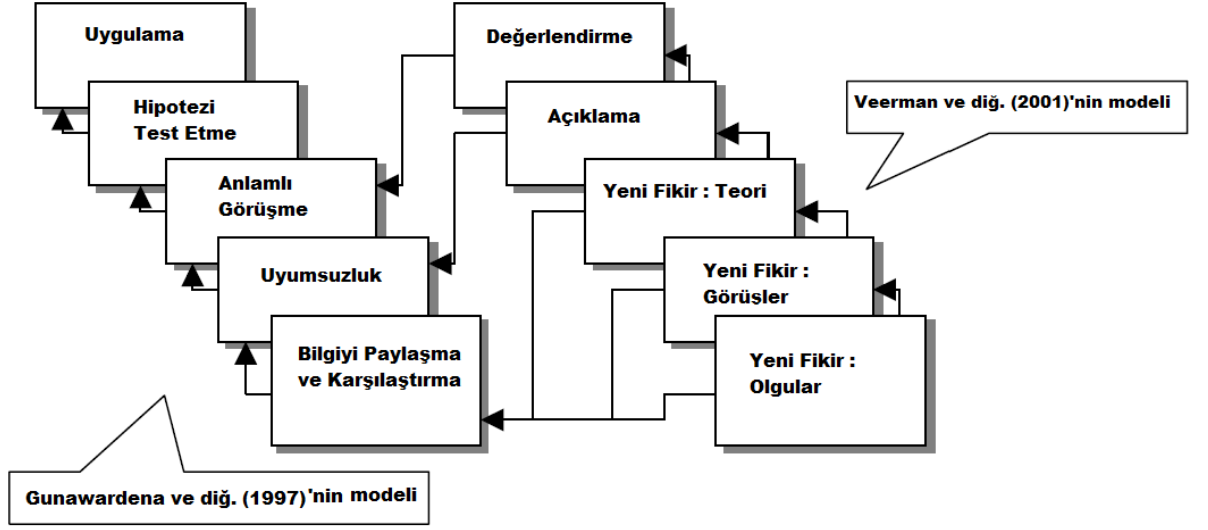 Uygulama
Değerlendirme
Hipotezi
Test Etme
Açıklama
Veerman ve diğ. (2001)'nin modeli
Anlamlı
Görüşme
Yeni Fikir : Teori
Uyumsuzluk
Yeni Fikir :
Görüşler
Bilgiyi Paylaşma
ve Karşılaştırma
Yeni Fikir :
Olgular
Gunawardena ve diğ. (1997)'nin modeli